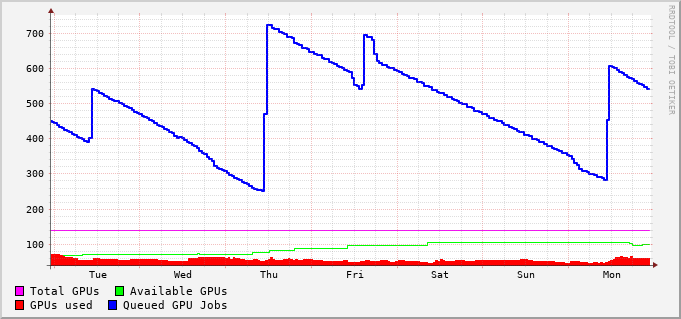 700
600
500
400
300
200
100
Tue Wed Thu Fri Sat Sun Mon
Total GPUs Available GPUs
GPUs used Queued GPU Jobs
RRDTOOL / TOBI OETIKER